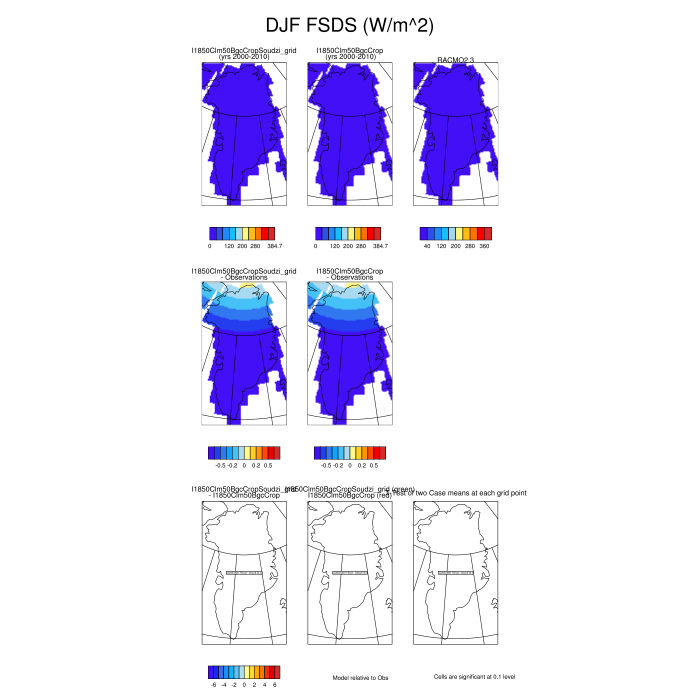 DJF FSDS (W/m^2)
I1850Clm50BgcCropSoudzi_grid
(yrs 2000-2010)
I1850Clm50BgcCrop
(yrs 2000-2010)
RACMO2.3
0 120 200 280 384.7
0 120 200 280 384.7
40 120 200 280 360
I1850Clm50BgcCropSoudzi_grid
- Observations
I1850Clm50BgcCrop
- Observations
-0.5 -0.2 0 0.2 0.5
-0.5 -0.2 0 0.2 0.5
I1850Clm50BgcCropSoudzi_grid
- I1850Clm50BgcCrop
I1850Clm50BgcCropSoudzi_grid (green)
I1850Clm50BgcCrop (red)
Test of two Case means at each grid point
-6 -4 -2 0 2 4 6
Model relative to Obs
Cells are significant at 0.1 level